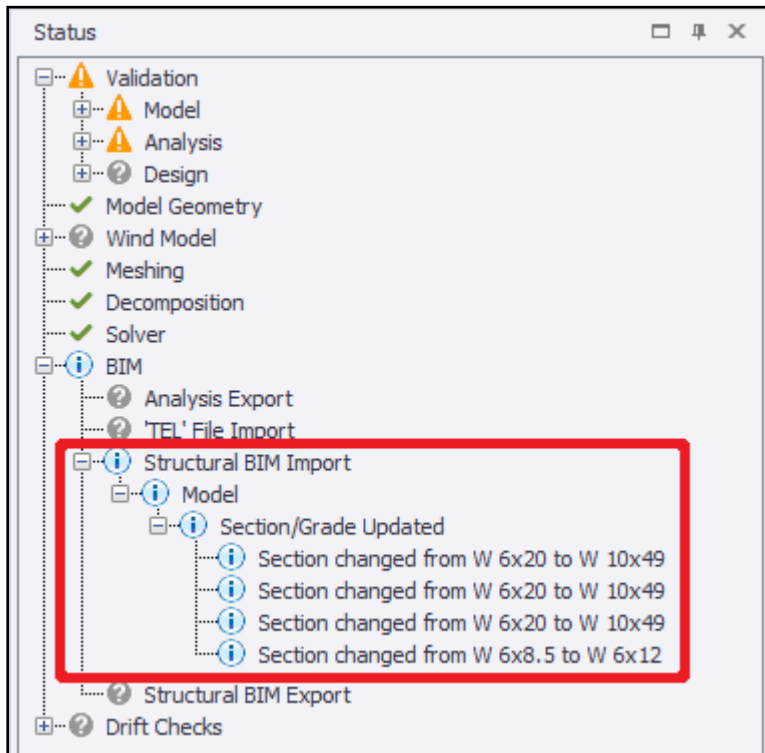 Status
Validation
Model
Analysis
Design
Model Geometry
Wind Model
Meshing
Decomposition
Solver
BIM
Analysis Export
'TEL' File Import
Structural BIM Import
Model
Section/Grade Updated
Section changed from W 6x20 to W 10x49
Section changed from W 6x20 to W 10x49
Section changed from W 6x20 to W 10x49
Section changed from W 6x8.5 to W 6x12
Structural BIM Export
Drift Checks